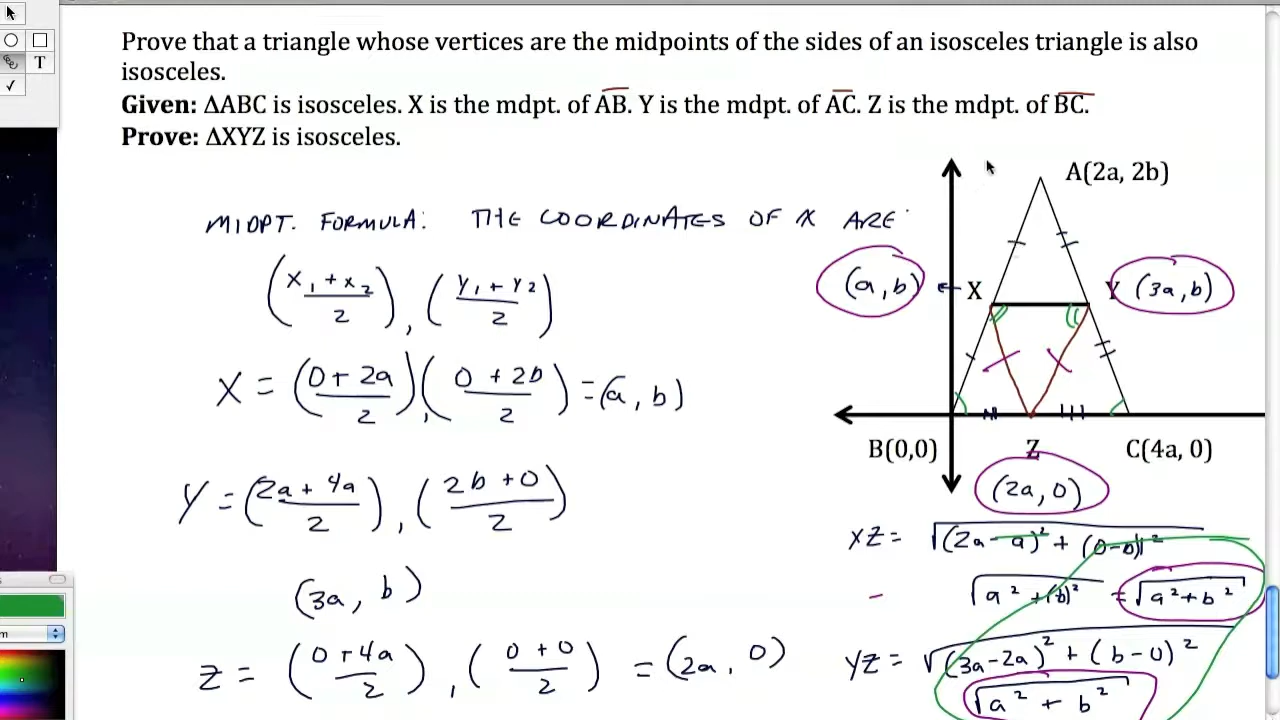 Prove that a triangle whose vertices are the midpoints of the sides of an isosceles triangle is also
isosceles.
Given: ΔABC is isosceles. X is the mdpt. of AB. Y is the mdpt. of AC. Z is the mdpt. of BC.
Prove: ΔXYZ is isosceles.
T
MIDPT. FORMULA: THE COORDINATES OF X ARE:
(x₁ + x₂ / 2), (y₁ + y₂ / 2)
X = (0 + 2a / 2), (0 + 2b / 2) = (a, b)
Y = (2a + 4a / 2), (2b + 0 / 2)
(3a, b)
Z = (0 + 4a / 2), (0 + 0 / 2) = (2a, 0)
A(2a, 2b)
(a, b) X Y (3a, b)
B(0,0) Z C(4a, 0)
(2a, 0)
XZ = √(2a - a)² + (0 - b)²
√a² + (b)² = √a² + b²
YZ = √(3a - 2a)² + (b - 0)²
√a² + b²
m